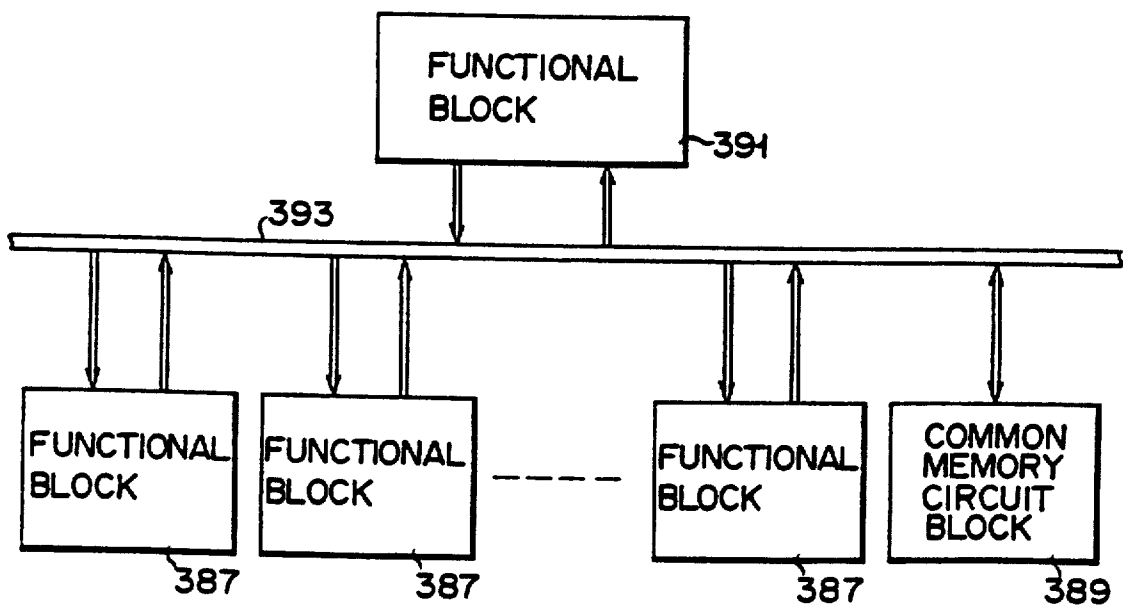 FUNCTIONAL
BLOCK
391
393
FUNCTIONAL
BLOCK
387
FUNCTIONAL
BLOCK
387
FUNCTIONAL
BLOCK
387
COMMON
MEMORY
CIRCUIT
BLOCK
389